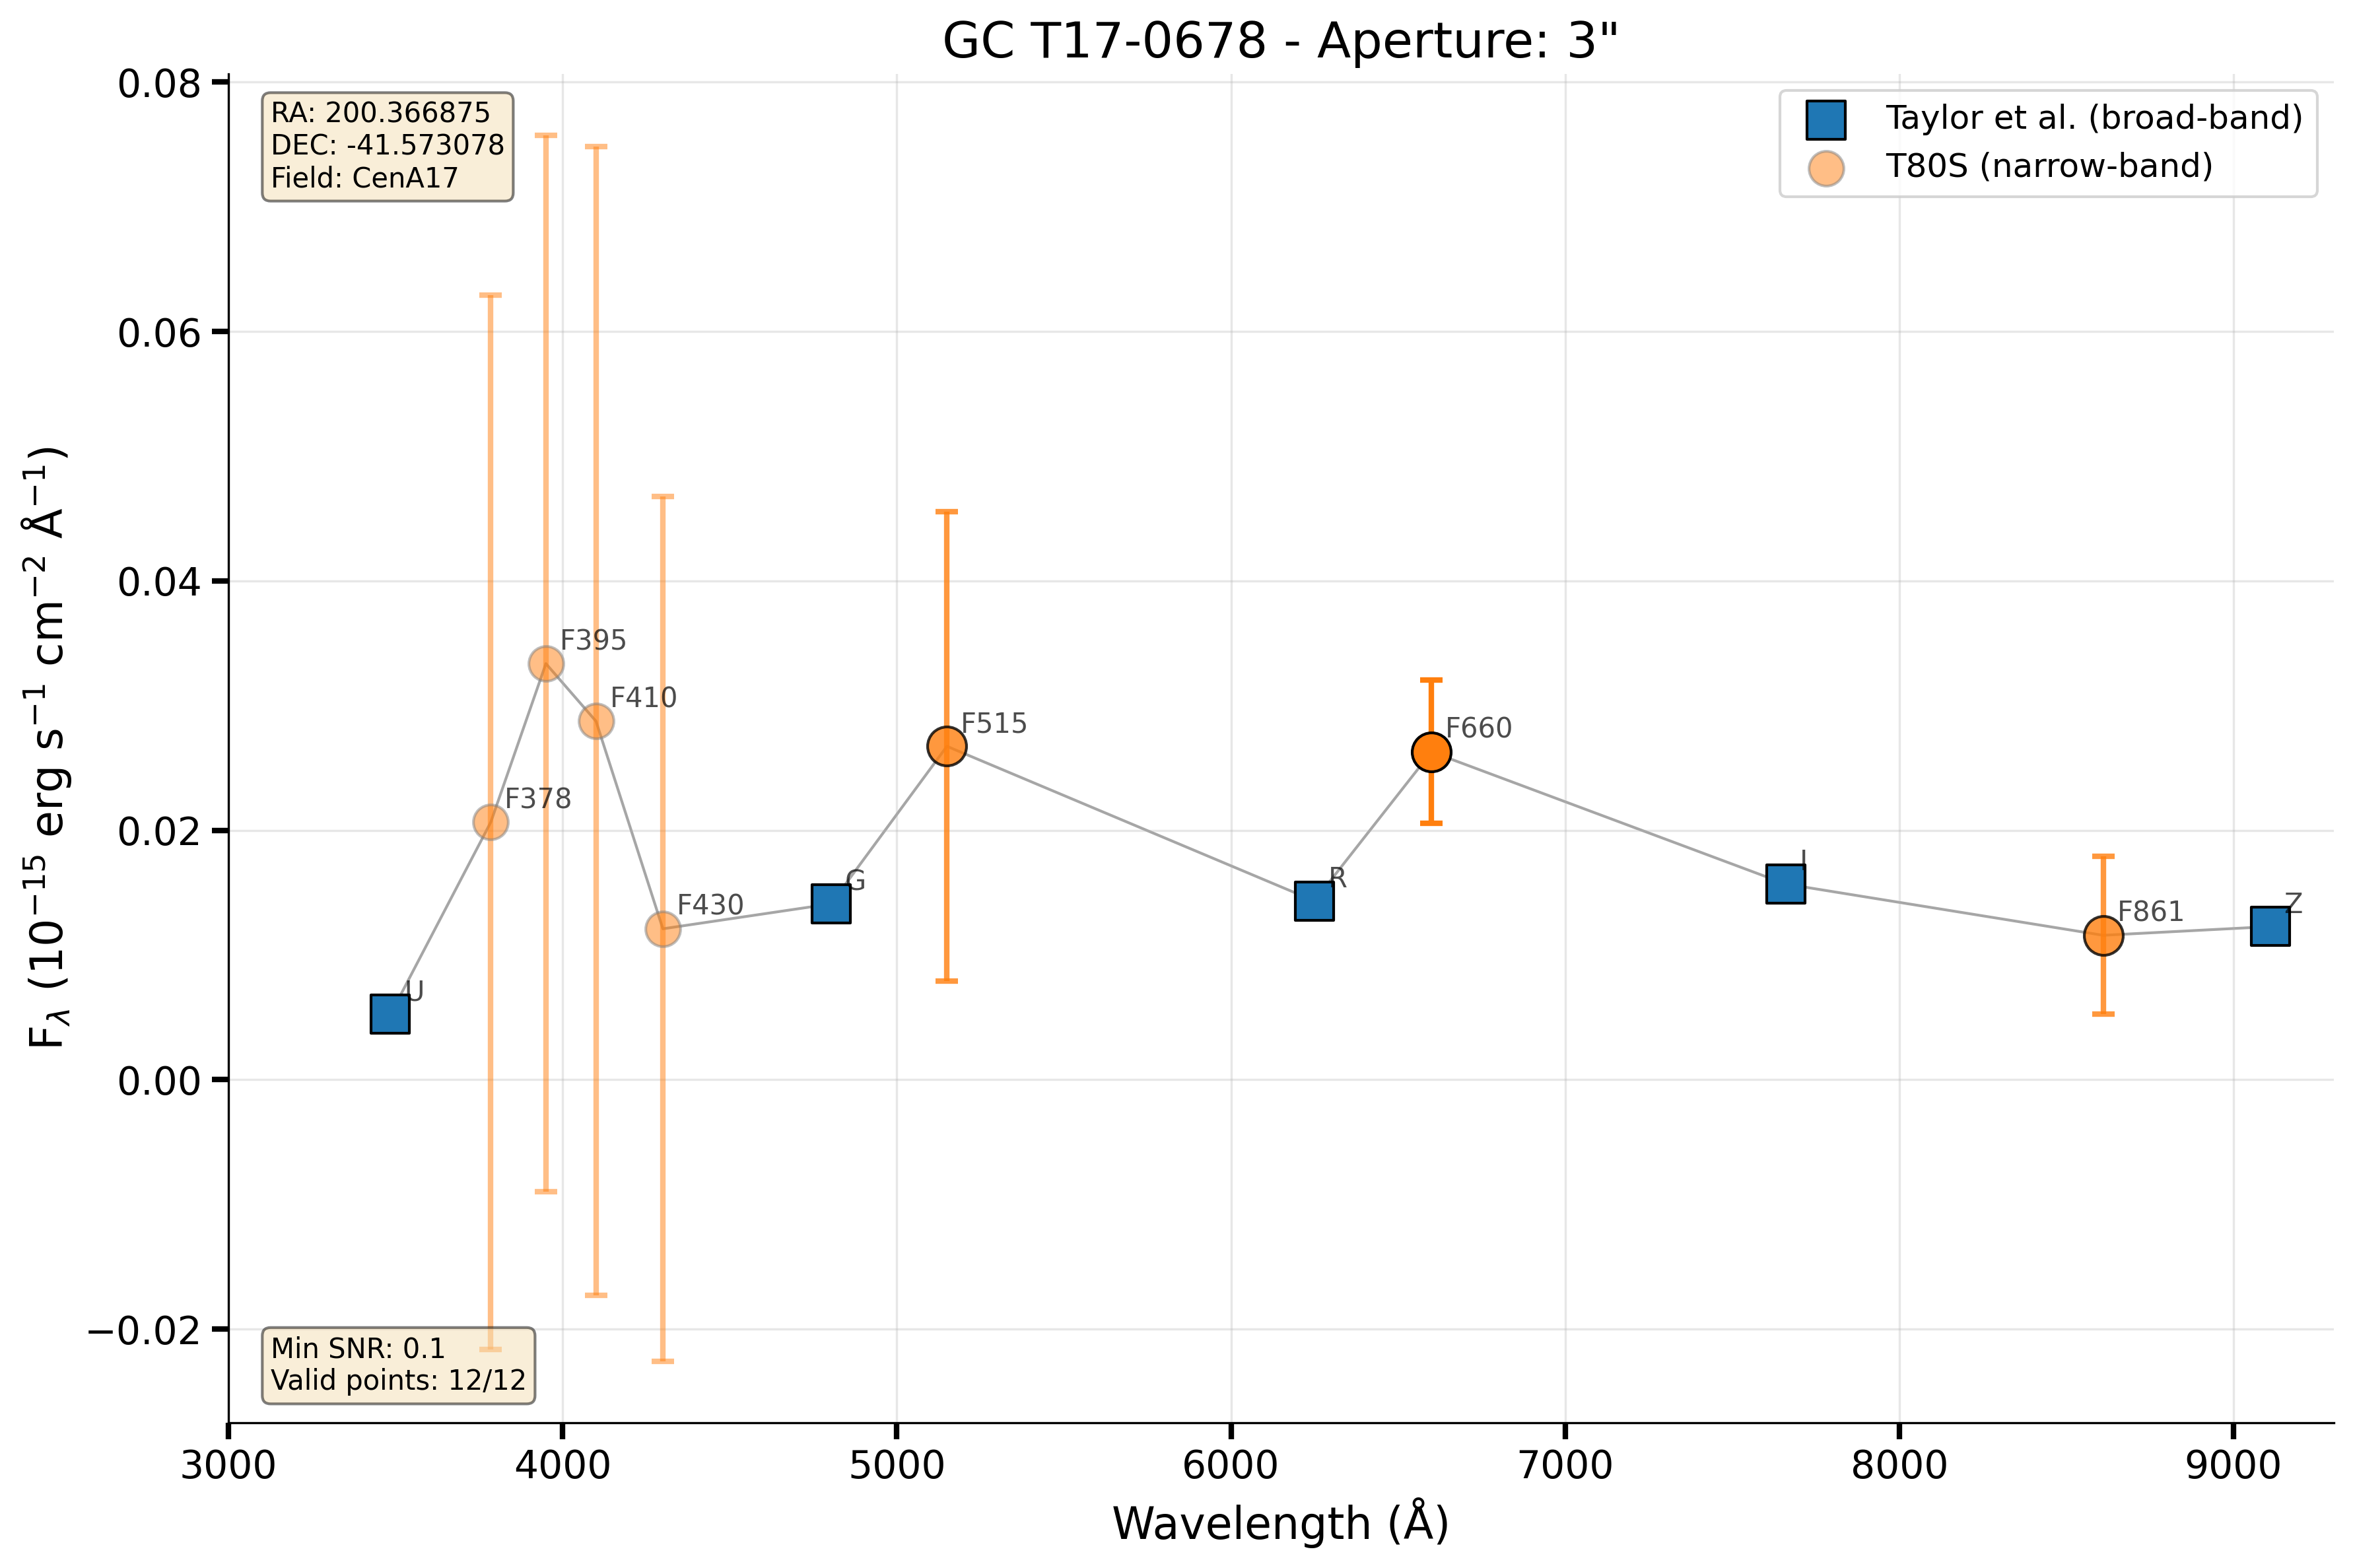 GC T17-0678 - Aperture: 3"
RA: 200.366875
DEC: -41.573078
Field: CenA17
Taylor et al. (broad-band)
T80S (narrow-band)
0.08
0.06
0.04
0.02
0.00
−0.02
F_λ (10⁻¹⁵ erg s⁻¹ cm⁻² Å⁻¹)
U
F378
F395
F410
F430
G
F515
R
F660
I
F861
Z
Min SNR: 0.1
Valid points: 12/12
3000
4000
5000
6000
7000
8000
9000
Wavelength (Å)